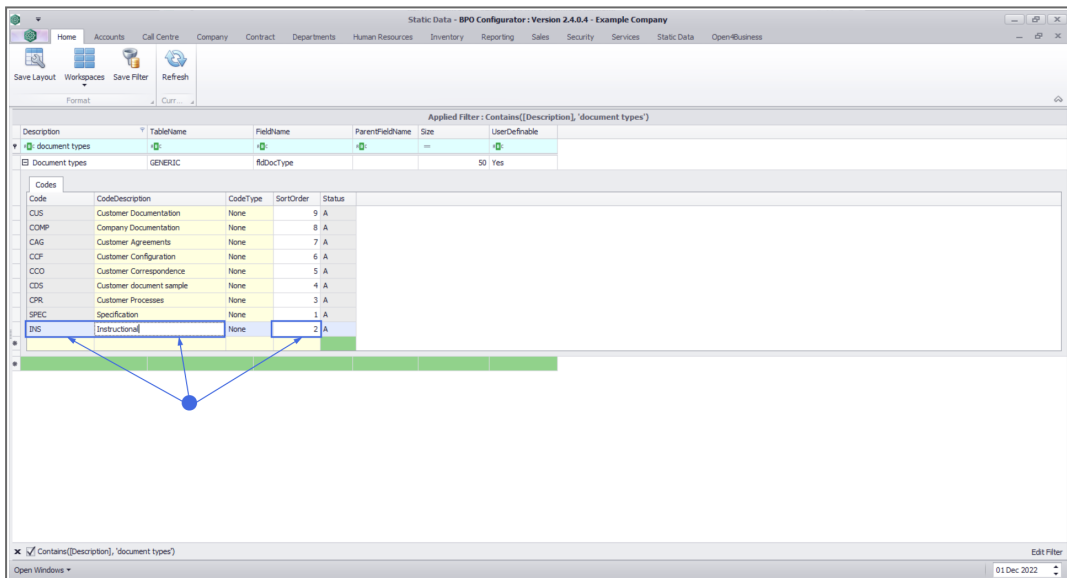 Static Data - BPO Configurator : Version 2.4.0.4 - Example Company
Home Accounts Call Centre Company Contract Departments Human Resources Inventory Reporting Sales Security Services Static Data Open4Business
Save Layout Workspaces Save Filter Refresh
Format Curr...
Applied Filter : Contains([Description], 'document types')
Description TableName FieldName ParentFieldName Size UserDefinable
document types =
Document types GENERIC fldDocType 50 Yes
Codes
Code CodeDescription CodeType SortOrder Status
CUS Customer Documentation None 9 A
COMP Company Documentation None 8 A
CAG Customer Agreements None 7 A
CCF Customer Configuration None 6 A
CCO Customer Correspondence None 5 A
CDS Customer document sample None 4 A
CPR Customer Processes None 3 A
SPEC Specification None 1 A
INS Instructional None 2 A
Contains([Description], 'document types') Edit Filter
Open Windows 01 Dec 2022